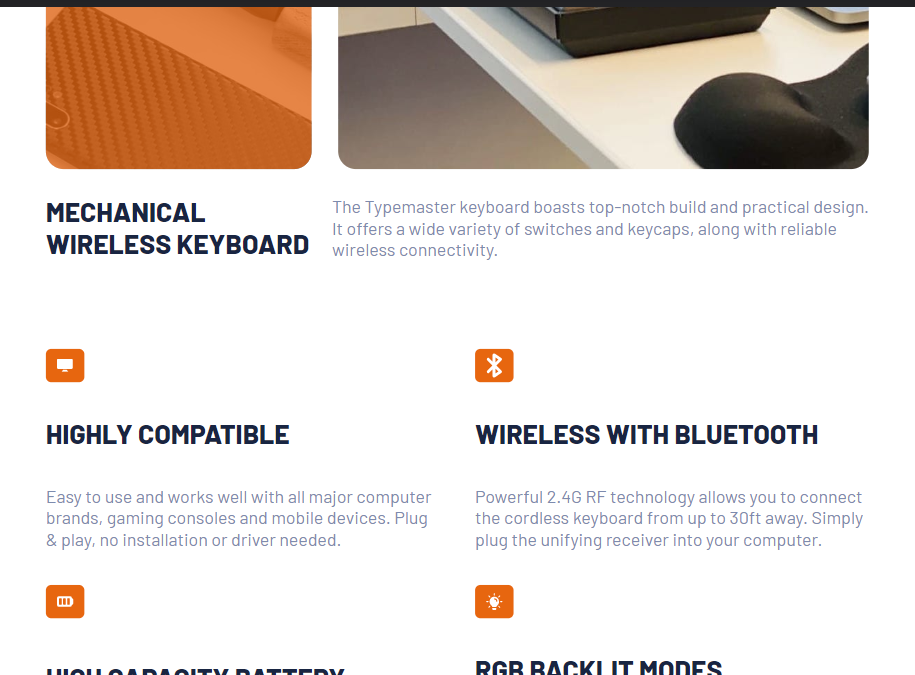 MECHANICAL
WIRELESS KEYBOARD
The Typemaster keyboard boasts top-notch build and practical design.
It offers a wide variety of switches and keycaps, along with reliable
wireless connectivity.
HIGHLY COMPATIBLE
Easy to use and works well with all major computer
brands, gaming consoles and mobile devices. Plug
& play, no installation or driver needed.
WIRELESS WITH BLUETOOTH
Powerful 2.4G RF technology allows you to connect
the cordless keyboard from up to 30ft away. Simply
plug the unifying receiver into your computer.
HIGH CAPACITY BATTERY
RGB BACKLIT MODES